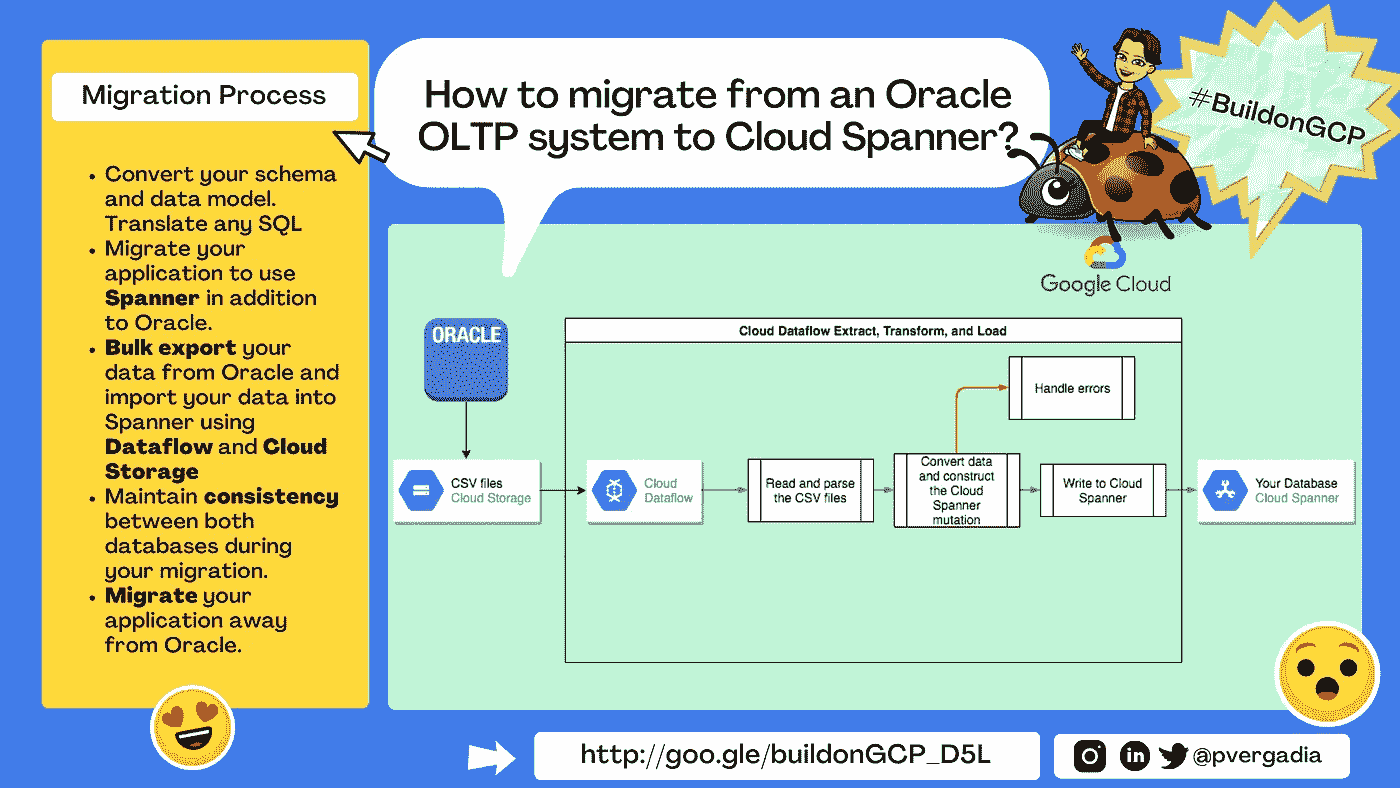 Migration Process
• Convert your schema
and data model.
Translate any SQL
• Migrate your
application to use
Spanner in addition
to Oracle.
• Bulk export your
data from Oracle and
import your data into
Spanner using
Dataflow and Cloud
Storage
• Maintain consistency
between both
databases during
your migration.
• Migrate your
application away
from Oracle.
How to migrate from an Oracle
OLTP system to Cloud Spanner?
#BuildonGCP
Google Cloud
ORACLE
Cloud Dataflow Extract, Transform, and Load
Handle errors
CSV files
Cloud Storage
Cloud
Dataflow
Read and parse
the CSV files
Convert data
and construct
the Cloud
Spanner
mutation
Write to Cloud
Spanner
Your Database
Cloud Spanner
http://goo.gle/buildonGCP_D5L
in
@pvergadia